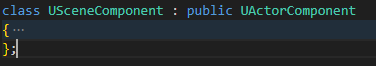 class USceneComponent : public UActorComponent
{ ···
};